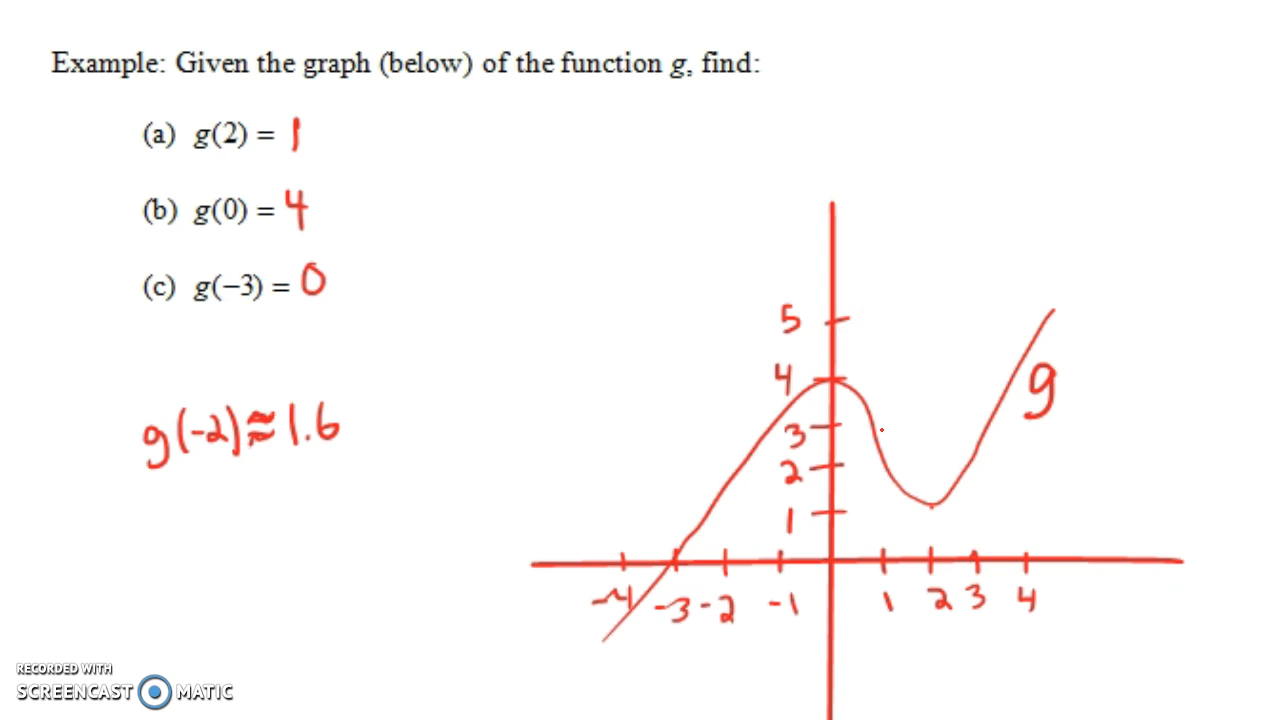 Example: Given the graph (below) of the function g, find:
(a) g(2) = 1
(b) g(0) = 4
(c) g(−3) = 0
g(-2) ≈ 1.6
5
4
3
2
1
g
-4 -3 -2 -1 1 2 3 4
RECORDED WITH
SCREENCAST MATIC